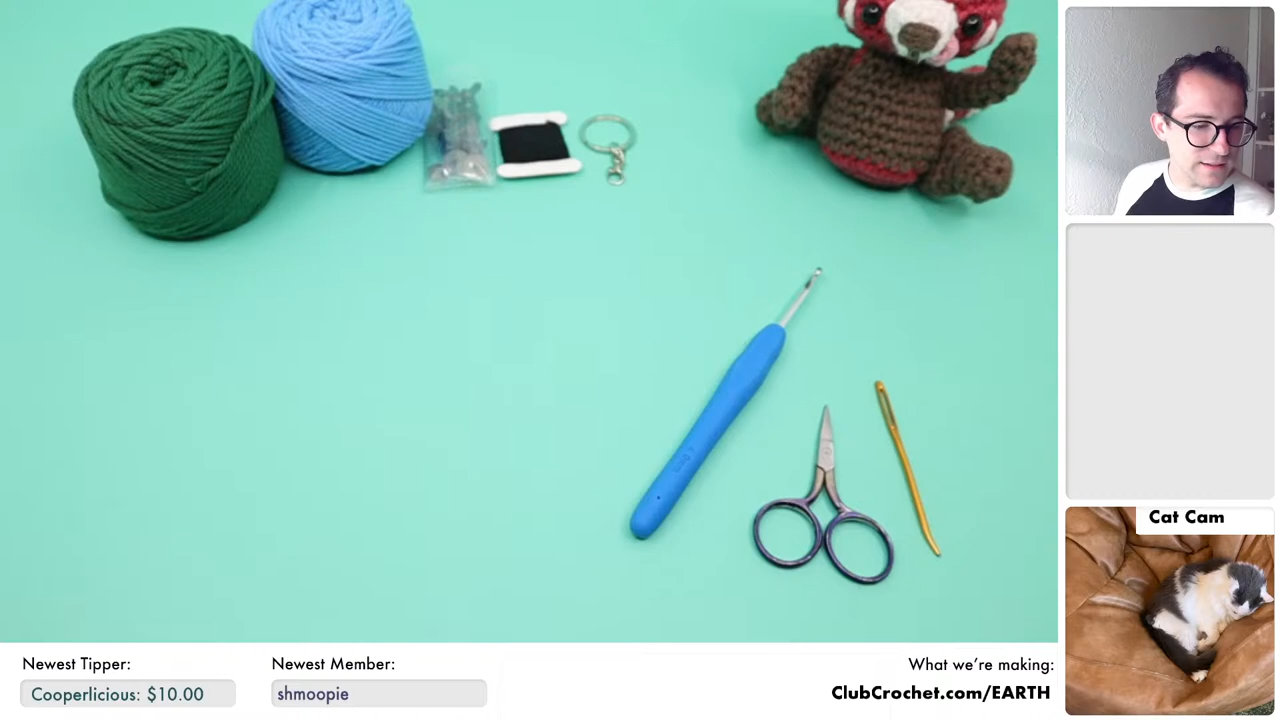 Cat Cam
Newest Tipper:
Cooperlicious: $10.00
Newest Member:
shmoopie
What we're making:
ClubCrochet.com/EARTH